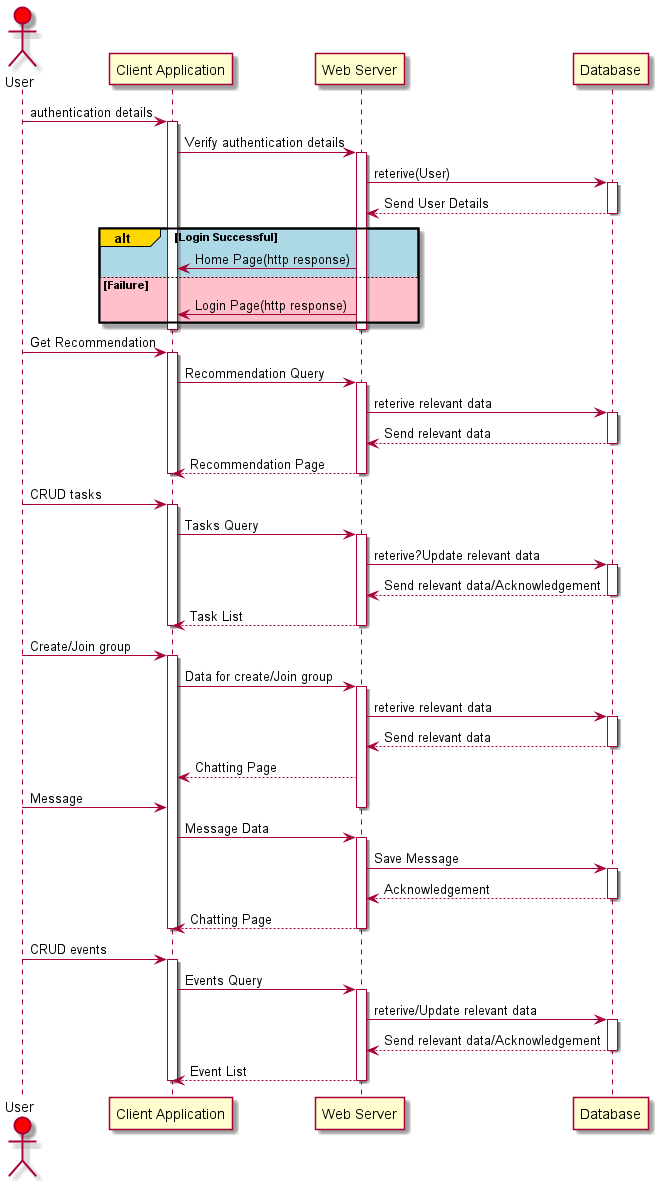 User
Client Application
Web Server
Database
authentication details
Verify authentication details
reterive(User)
Send User Details
alt
[Login Successful]
Home Page(http response)
[Failure]
Login Page(http response)
Get Recommendation
Recommendation Query
reterive relevant data
Send relevant data
Recommendation Page
CRUD tasks
Tasks Query
reterive?Update relevant data
Send relevant data/Acknowledgement
Task List
Create/Join group
Data for create/Join group
reterive relevant data
Send relevant data
Chatting Page
Message
Message Data
Save Message
Acknowledgement
Chatting Page
CRUD events
Events Query
reterive/Update relevant data
Send relevant data/Acknowledgement
Event List
User
Client Application
Web Server
Database